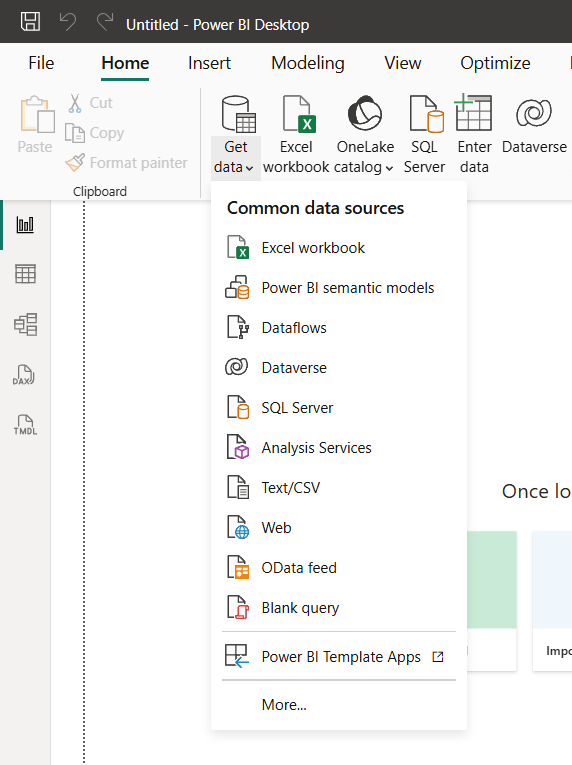 Untitled - Power BI Desktop
File Home Insert Modeling View Optimize
Paste
Cut
Copy
Format painter
Clipboard
Get data
Excel workbook
OneLake catalog
SQL Server
Enter data
Dataverse
DAX
TMDL
Common data sources
Excel workbook
Power BI semantic models
Dataflows
Dataverse
SQL Server
Analysis Services
Text/CSV
Web
OData feed
Blank query
Power BI Template Apps
More...
Once lo
Impo